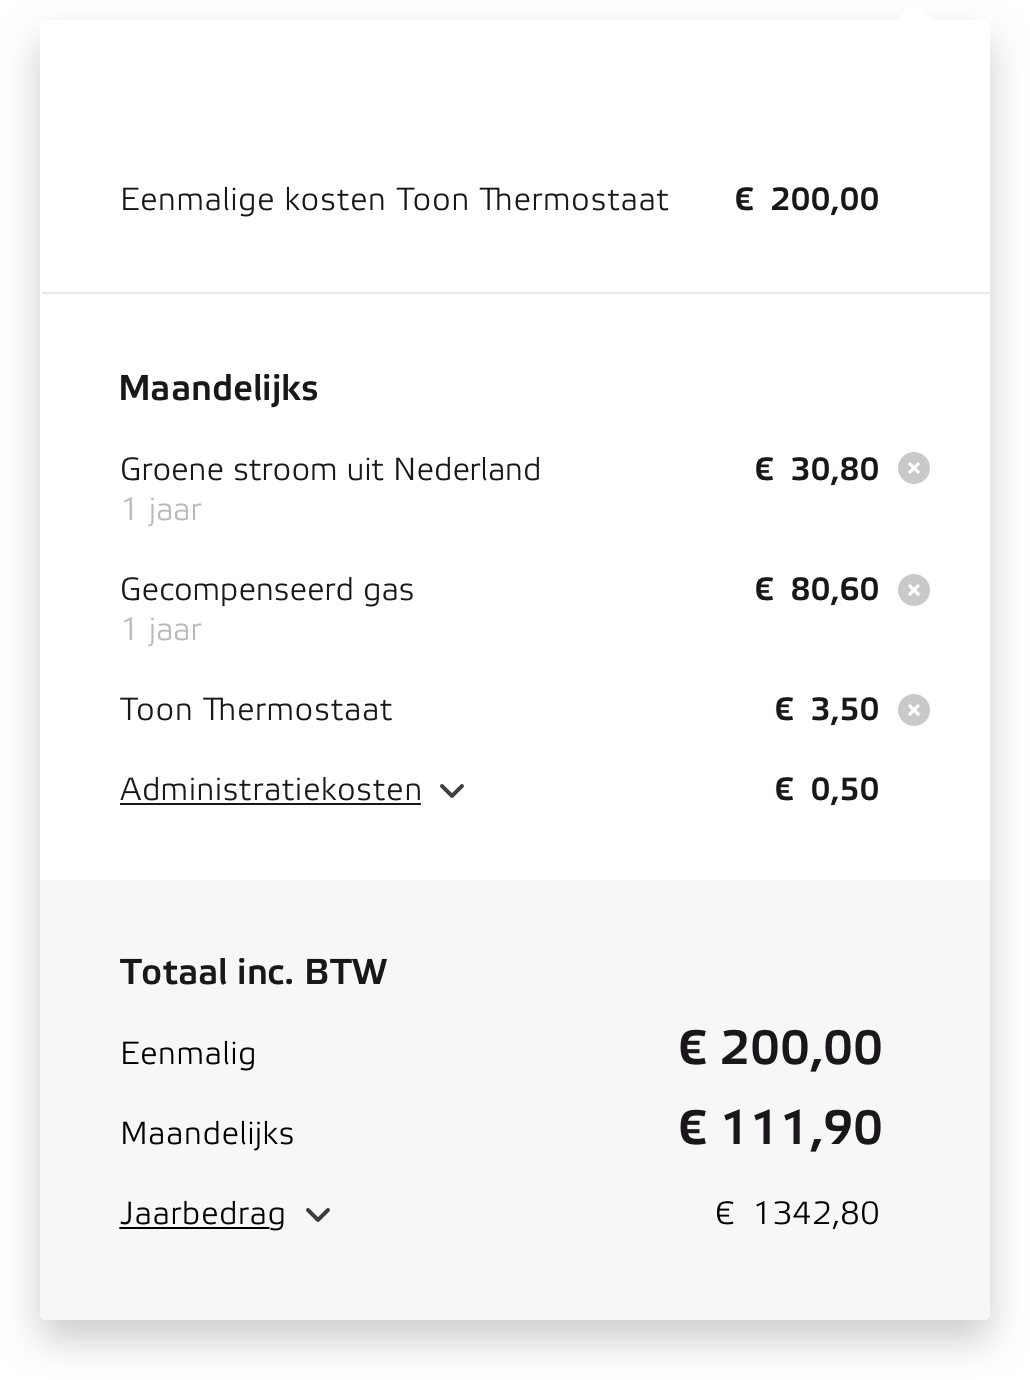 Eenmalige kosten Toon Thermostaat € 200,00
Maandelijks
Groene stroom uit Nederland € 30,80
1 jaar
Gecompenseerd gas € 80,60
1 jaar
Toon Thermostaat € 3,50
Administratiekosten € 0,50
Totaal inc. BTW
Eenmalig € 200,00
Maandelijks € 111,90
Jaarbedrag € 1342,80